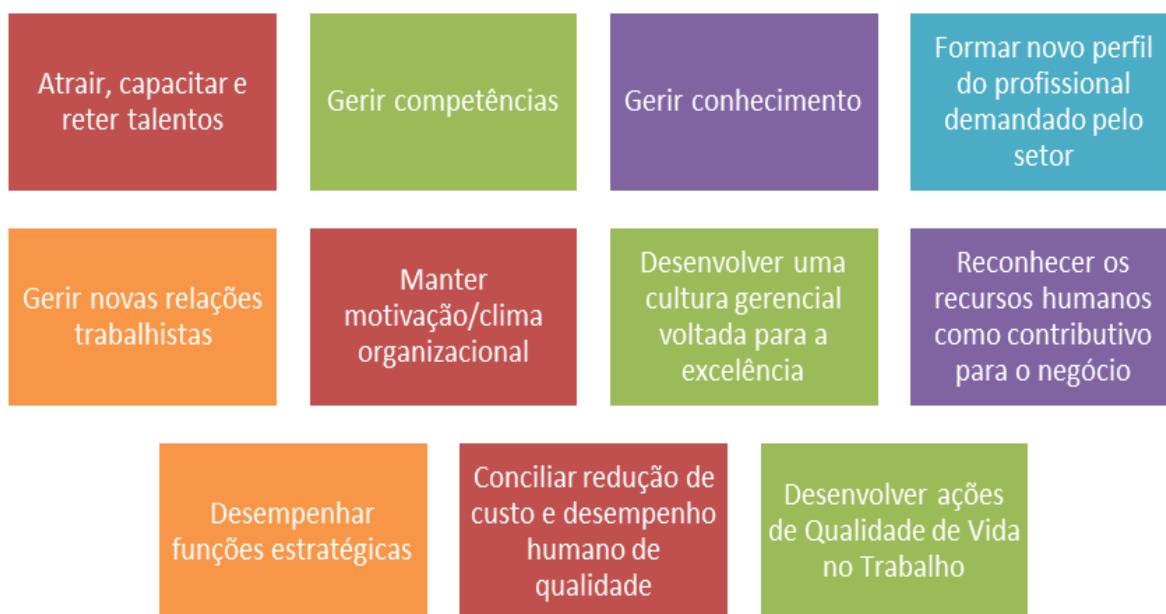 Atrair, capacitar e
reter talentos
Gerir competências
Gerir conhecimento
Formar novo perfil
do profissional
demandado pelo
setor
Gerir novas relações
trabalhistas
Manter
motivação/clima
organizacional
Desenvolver uma
cultura gerencial
voltada para a
excelência
Reconhecer os
recursos humanos
como contributivo
para o negócio
Desempenhar
funções estratégicas
Conciliar redução de
custo e desempenho
humano de
qualidade
Desenvolver ações
de Qualidade de Vida
no Trabalho